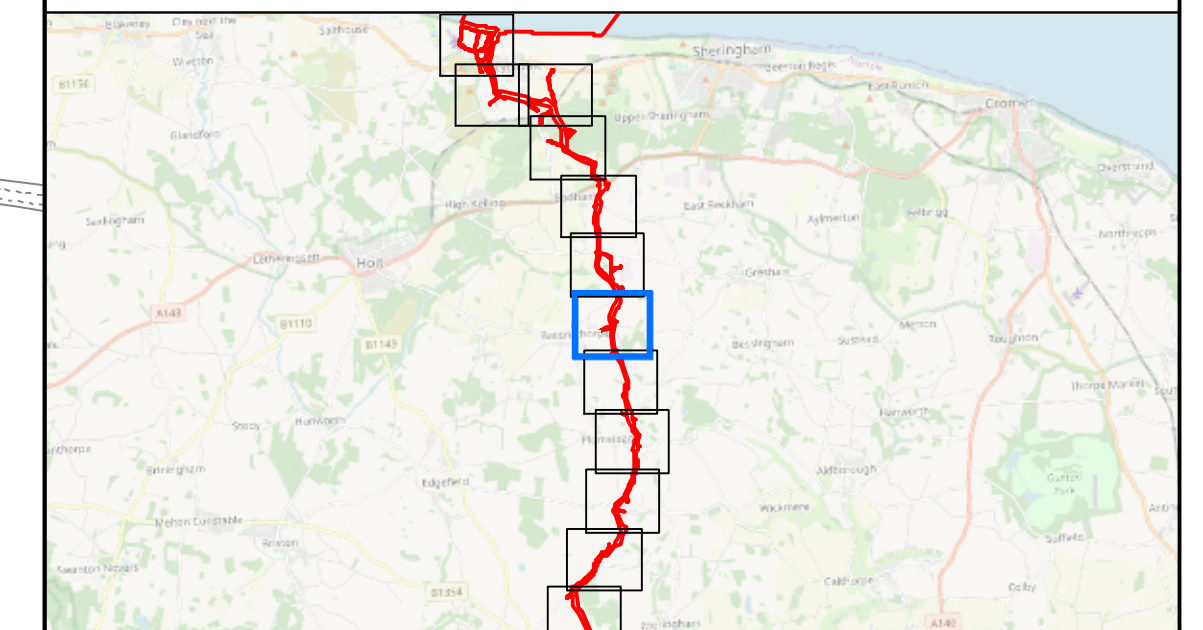 Blakeney
Cley next the
Sea
Salthouse
Wiveton
Sheringham
Beeston Regis
Norfolk
East Runton
Cromer
Glandford
Upper Sheringham
Overstrand
High Kelling
Bodham
East Beckham
Aylmerton
Felbrigg
Northrepps
Saxlingham
Letheringsett
Holt
Gresham
A148
B1110
B1149
Baconsthorpe
Bessingham
Sustead
Metton
Roughton
Thorpe Market
Stody
Hunworth
Plumstead
Hanworth
Briningham
Edgefield
Aldborough
Gunton
Park
Melton Constable
Briston
Wickmere
Suffield
Swanton Novers
B1354
Calthorpe
Colby
Itteringham
A140